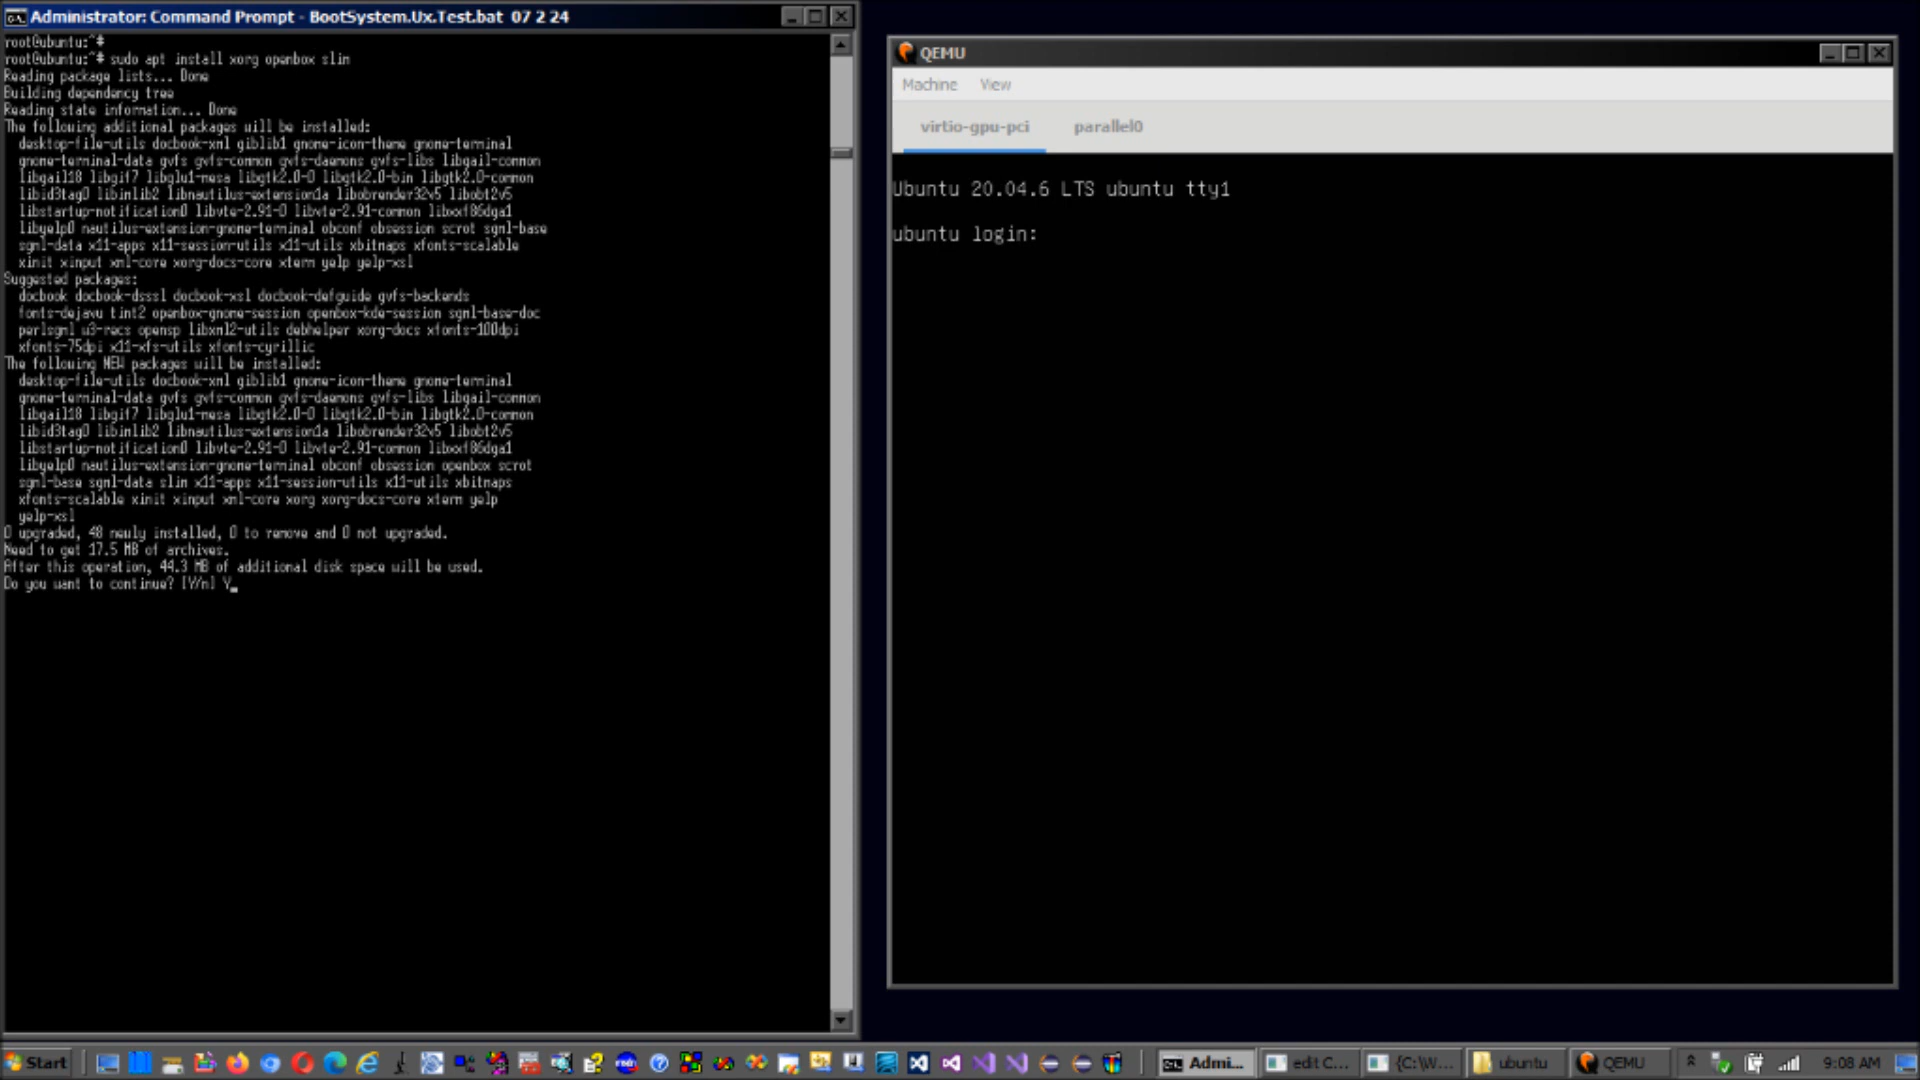 Administrator: Command Prompt - BootSystem.Ux.Test.bat 07 2 24
root@ubuntu:~#
root@ubuntu:~# sudo apt install xorg openbox slim
Reading package lists... Done
Building dependency tree
Reading state information... Done
The following additional packages will be installed:
desktop-file-utils docbook-xml giblib1 gnome-icon-theme gnome-terminal
gnome-terminal-data gvfs gvfs-common gvfs-daemons gvfs-libs libgail-common
libgail18 libgif7 libglu1-mesa libgtk2.0-0 libgtk2.0-bin libgtk2.0-common
libid3tag0 libimlib2 libnautilus-extension1a libobrender32v5 libobt2v5
libstartup-notification0 libvte-2.91-0 libvte-2.91-common libxxf86dga1
libyelp0 nautilus-extension-gnome-terminal obconf obsession scrot sgml-base
sgml-data x11-apps x11-session-utils x11-utils xbitmaps xfonts-scalable
xinit xinput xml-core xorg-docs-core xterm yelp yelp-xsl
Suggested packages:
docbook docbook-dsssl docbook-xsl docbook-defguide gvfs-backends
fonts-dejavu tint2 openbox-gnome-session openbox-kde-session sgml-base-doc
perlsgml w3-recs opensp libxml2-utils debhelper xorg-docs xfonts-100dpi
xfonts-75dpi x11-xfs-utils xfonts-cyrillic
The following NEW packages will be installed:
desktop-file-utils docbook-xml giblib1 gnome-icon-theme gnome-terminal
gnome-terminal-data gvfs gvfs-common gvfs-daemons gvfs-libs libgail-common
libgail18 libgif7 libglu1-mesa libgtk2.0-0 libgtk2.0-bin libgtk2.0-common
libid3tag0 libimlib2 libnautilus-extension1a libobrender32v5 libobt2v5
libstartup-notification0 libvte-2.91-0 libvte-2.91-common libxxf86dga1
libyelp0 nautilus-extension-gnome-terminal obconf obsession openbox scrot
sgml-base sgml-data slim x11-apps x11-session-utils x11-utils xbitmaps
xfonts-scalable xinit xinput xml-core xorg xorg-docs-core xterm yelp
yelp-xsl
0 upgraded, 48 newly installed, 0 to remove and 0 not upgraded.
Need to get 17.5 MB of archives.
After this operation, 44.3 MB of additional disk space will be used.
Do you want to continue? [Y/n] Y
QEMU
Machine View
virtio-gpu-pci parallel0
Ubuntu 20.04.6 LTS ubuntu tty1
ubuntu login:
Start Admi... edit C... {C:\W... ubuntu QEMU 9:08 AM